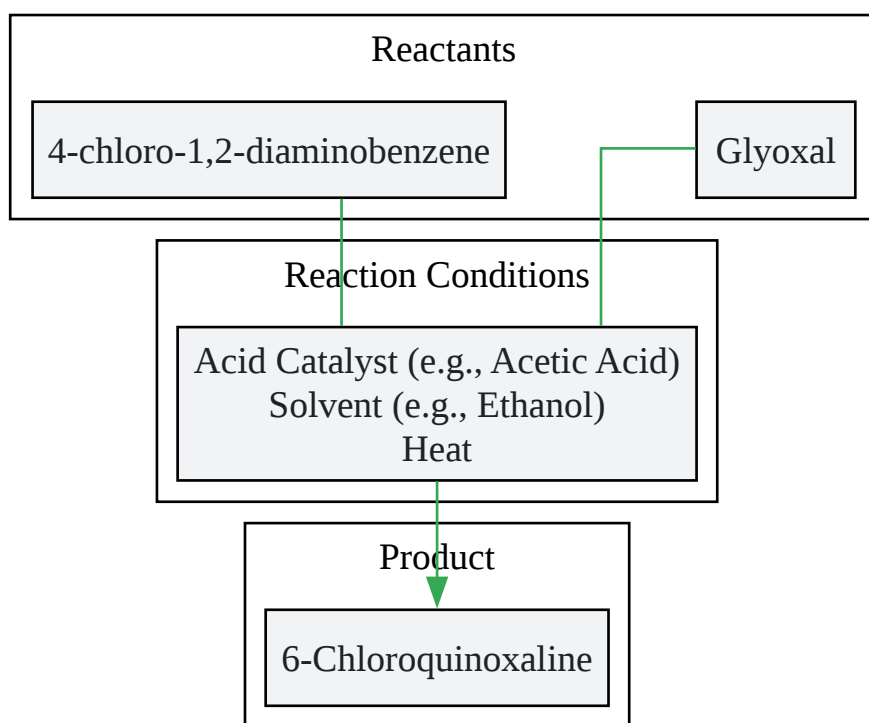 Reactants
4-chloro-1,2-diaminobenzene
Glyoxal
Reaction Conditions
Acid Catalyst (e.g., Acetic Acid)
Solvent (e.g., Ethanol)
Heat
Product
6-Chloroquinoxaline